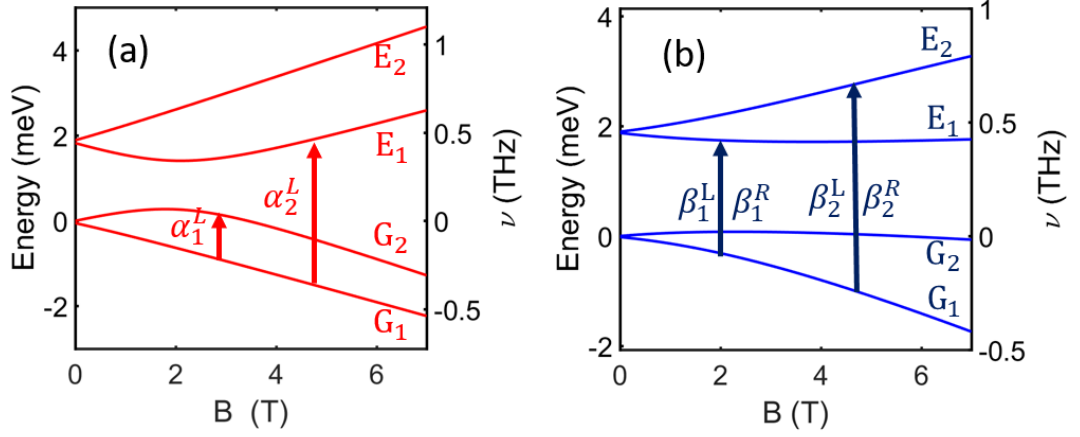 (a)
Energy (meV)
4
2
0
-2
E₂
E₁
G₂
G₁
α₁ᴸ
α₂ᴸ
1
0.5
0
-0.5
ν (THz)
0 2 4 6
B (T)
(b)
Energy (meV)
4
2
0
-2
E₂
E₁
G₂
G₁
β₁ᴸ β₁ᴿ
β₂ᴸ β₂ᴿ
1
0.5
0
-0.5
ν (THz)
0 2 4 6
B (T)